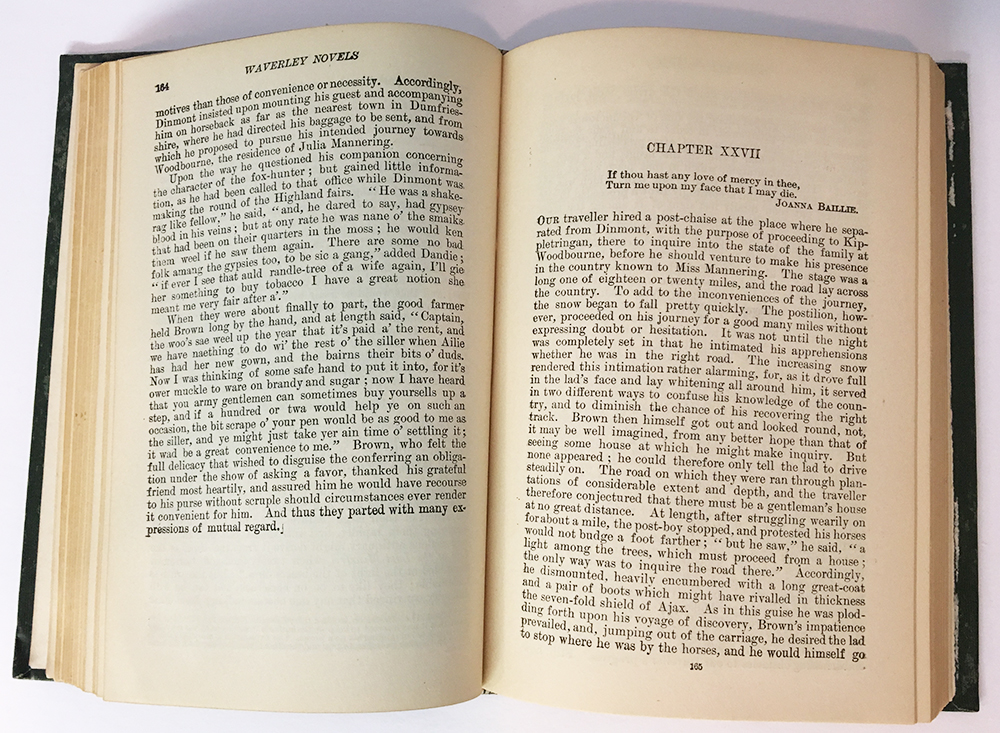 164
WAVERLEY NOVELS
motives than those of convenience or necessity. Accordingly,
Dinmont insisted upon mounting his guest and accompanying
him on horseback as far as the nearest town in Dumfries-
shire, where he had directed his baggage to be sent, and from
which he proposed to pursue his intended journey towards
Woodbourne, the residence of Julia Mannering.
Upon the way he questioned his companion concerning
the character of the fox-hunter; but gained little informa-
tion, as he had been called to that office while Dinmont was
making the round of the Highland fairs. “He was a shake-
rag like fellow,” he said, “and, he dared to say, had gypsey
blood in his veins; but at ony rate he was nane o’ the smaiks
that had been on their quarters in the moss; he would ken
them weel if he saw them again. There are some no bad
folk amang the gypsies too, to be sic a gang,” added Dandie;
“if ever I see that auld randle-tree of a wife again, I’ll gie
her something to buy tobacco I have a great notion she
meant me very fair after a’.”
When they were about finally to part, the good farmer
held Brown long by the hand, and at length said, “Captain,
the woo’s sae weel up the year that it’s paid a’ the rent, and
we have naething to do wi’ the rest o’ the siller when Ailie
has had her new gown, and the bairns their bits o’ duds.
Now I was thinking of some safe hand to put it into, for it’s
ower muckle to ware on brandy and sugar; now I have heard
that you army gentlemen can sometimes buy yoursells up a
step, and if a hundred or twa would help ye on such an
occasion, the bit scrape o’ your pen would be as good to me as
the siller, and ye might just take yer ain time o’ settling it;
it wad be a great convenience to me.” Brown, who felt the
full delicacy that wished to disguise the conferring an obliga-
tion under the show of asking a favor, thanked his grateful
friend most heartily, and assured him he would have recourse
to his purse without scruple should circumstances ever render
it convenient for him. And thus they parted with many ex-
pressions of mutual regard.
CHAPTER XXVII
If thou hast any love of mercy in thee,
Turn me upon my face that I may die.
JOANNA BAILLIE.
OUR traveller hired a post-chaise at the place where he sepa-
rated from Dinmont, with the purpose of proceeding to Kip-
pletringan, there to inquire into the state of the family at
Woodbourne, before he should venture to make his presence
in the country known to Miss Mannering. The stage was a
long one of eighteen or twenty miles, and the road lay across
the country. To add to the inconveniences of the journey,
the snow began to fall pretty quickly. The postilion, how-
ever, proceeded on his journey for a good many miles without
expressing doubt or hesitation. It was not until the night
was completely set in that he intimated his apprehensions
whether he was in the right road. The increasing snow
rendered this intimation rather alarming, for, as it drove full
in the lad’s face and lay whitening all around him, it served
in two different ways to confuse his knowledge of the coun-
try, and to diminish the chance of his recovering the right
track. Brown then himself got out and looked round, not,
it may be well imagined, from any better hope than that of
seeing some house at which he might make inquiry. But
none appeared; he could therefore only tell the lad to drive
steadily on. The road on which they ran through plan-
tations of considerable extent and depth, and the traveller
therefore conjectured that there must be a gentleman’s house
at no great distance. At length, after struggling wearily on
for about a mile, the post-boy stopped, and protested his horses
would not budge a foot farther; “but he saw,” he said, “a
light among the trees, which must proceed from a house;
the only way was to inquire the road there.” Accordingly,
he dismounted, heavily encumbered with a long great-coat
and a pair of boots which might have rivalled in thickness
the seven-fold shield of Ajax. As in this guise he was plod-
ding forth upon his voyage of discovery, Brown’s impatience
prevailed, and, jumping out of the carriage, he desired the lad
to stop where he was by the horses, and he would himself go
165